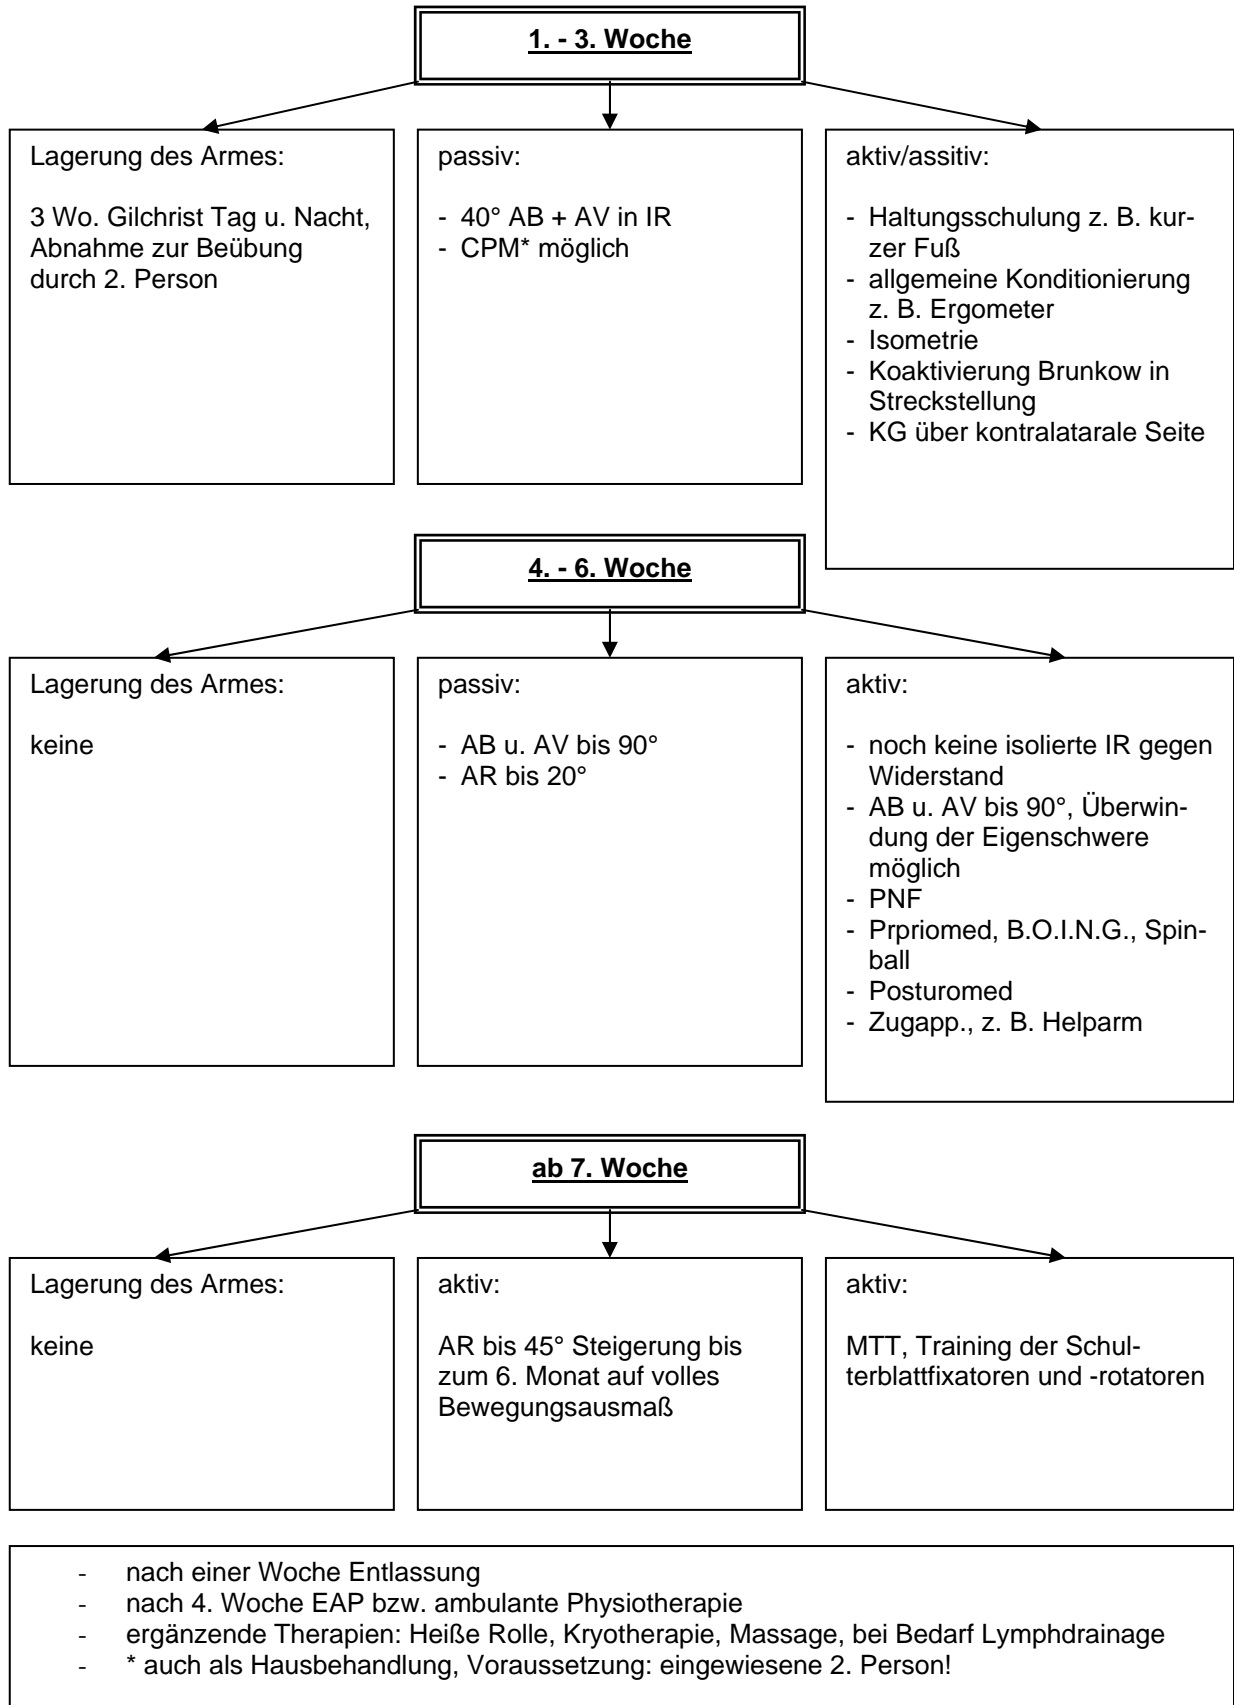 1. - 3. Woche
Lagerung des Armes:
3 Wo. Gilchrist Tag u. Nacht,
Abnahme zur Beübung
durch 2. Person
passiv:
- 40° AB + AV in IR
- CPM* möglich
aktiv/assitiv:
- Haltungsschulung z. B. kur-
zer Fuß
- allgemeine Konditionierung
z. B. Ergometer
- Isometrie
- Koaktivierung Brunkow in
Streckstellung
- KG über kontralatarale Seite
4. - 6. Woche
Lagerung des Armes:
keine
passiv:
- AB u. AV bis 90°
- AR bis 20°
aktiv:
- noch keine isolierte IR gegen
Widerstand
- AB u. AV bis 90°, Überwin-
dung der Eigenschwere
möglich
- PNF
- Prpriomed, B.O.I.N.G., Spin-
ball
- Posturomed
- Zugapp., z. B. Helparm
ab 7. Woche
Lagerung des Armes:
keine
aktiv:
AR bis 45° Steigerung bis
zum 6. Monat auf volles
Bewegungsausmaß
aktiv:
MTT, Training der Schul-
terblattfixatoren und -rotatoren
- nach einer Woche Entlassung
- nach 4. Woche EAP bzw. ambulante Physiotherapie
- ergänzende Therapien: Heiße Rolle, Kryotherapie, Massage, bei Bedarf Lymphdrainage
- * auch als Hausbehandlung, Voraussetzung: eingewiesene 2. Person!